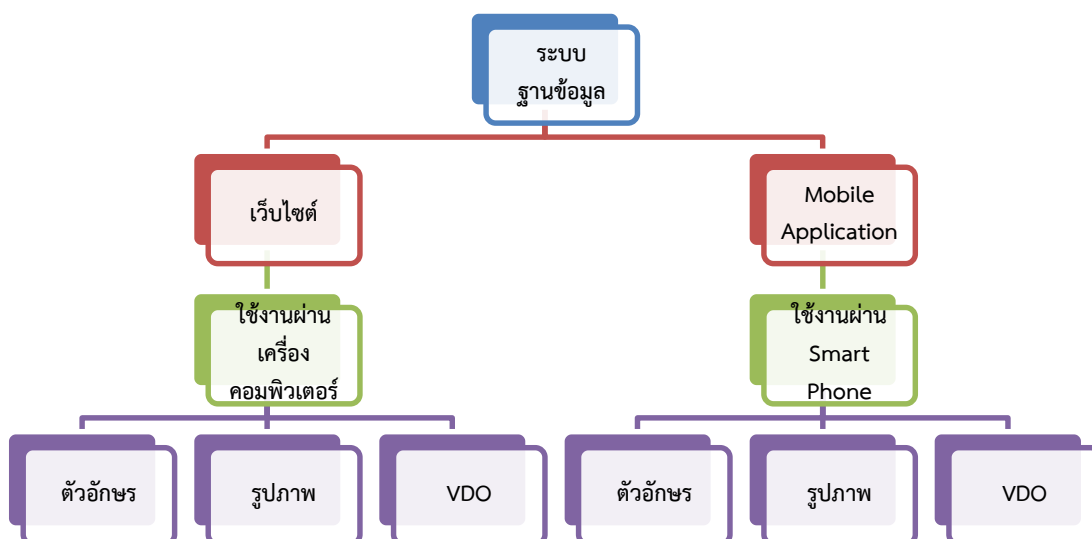 ระบบ
ฐานข้อมูล
เว็บไซต์
Mobile
Application
ใช้งานผ่าน
เครื่อง
คอมพิวเตอร์
ใช้งานผ่าน
Smart
Phone
ตัวอักษร
รูปภาพ
VDO
ตัวอักษร
รูปภาพ
VDO